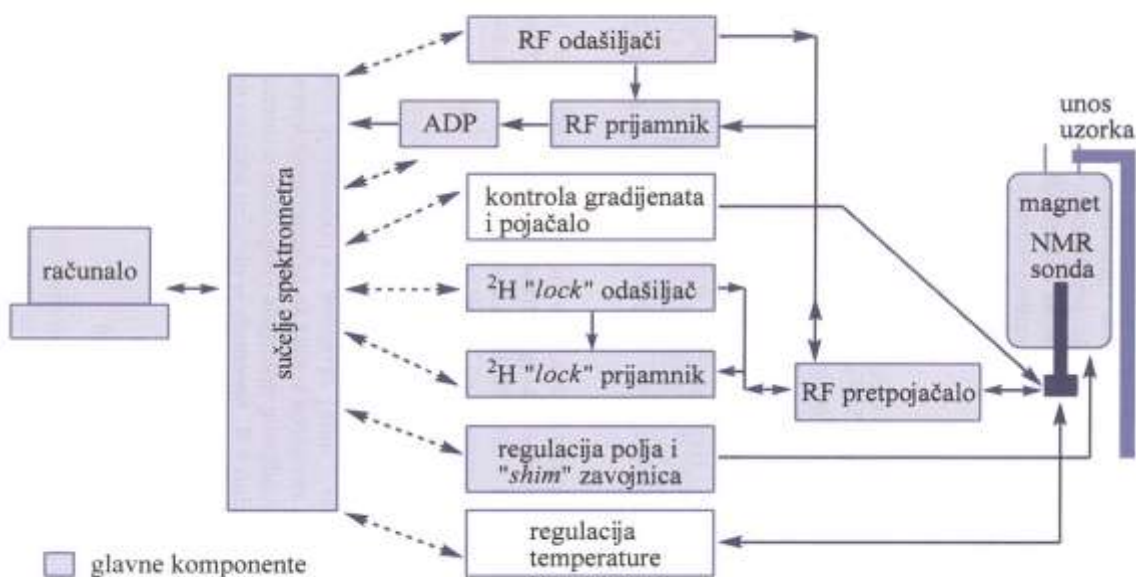 RF odašiljači
ADP
RF prijamnik
unos
uzorka
kontrola gradijenata
i pojačalo
magnet
NMR
sonda
računalo
sučelje spektrometra
²H "lock" odašiljač
²H "lock" prijamnik
RF pretpojačalo
regulacija polja i
"shim" zavojnica
regulacija
temperature
glavne komponente